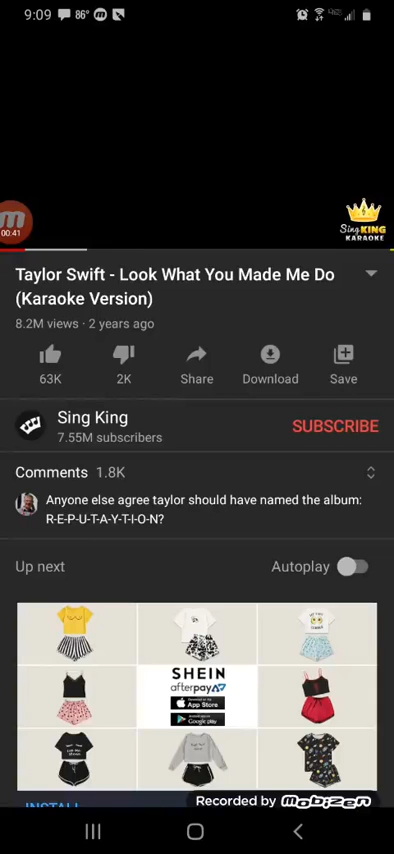 9:09
86°
Sing KING
KARAOKE
00:41
Taylor Swift - Look What You Made Me Do
(Karaoke Version)
8.2M views · 2 years ago
63K
2K
Share
Download
Save
Sing King
SUBSCRIBE
7.55M subscribers
Comments 1.8K
Anyone else agree taylor should have named the album:
R-E-P-U-T-A-Y-T-I-O-N?
Up next
Autoplay
SHEIN
afterpay
App Store
Google play
INSTALL
Recorded by mobizen